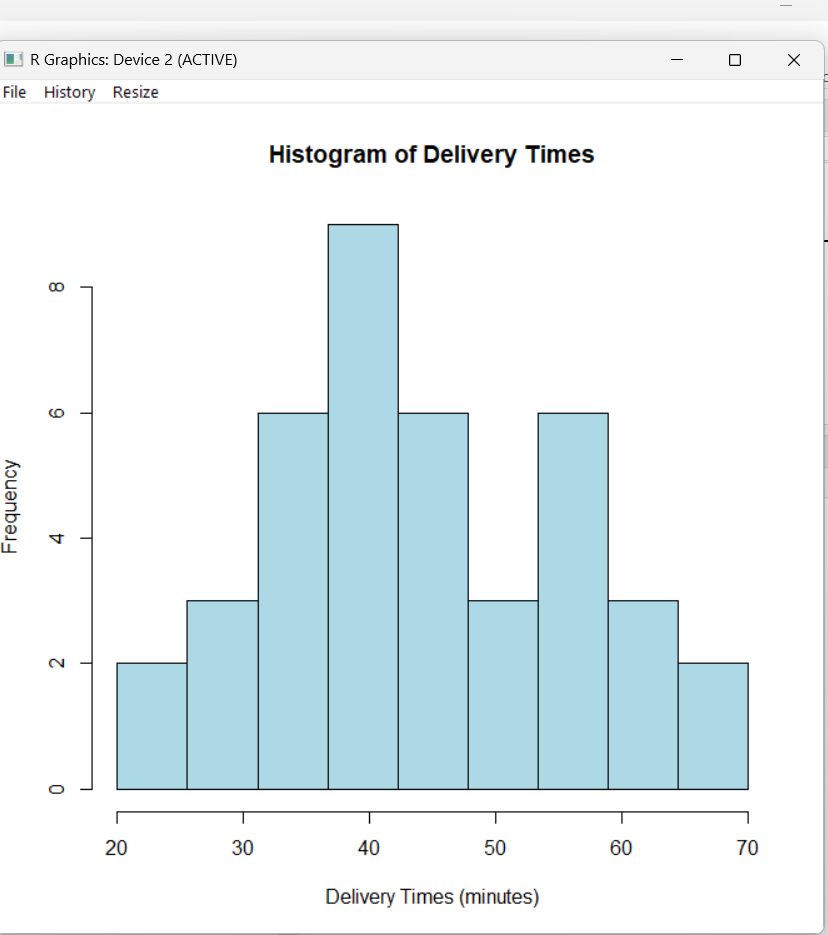 R Graphics: Device 2 (ACTIVE)
File History Resize
Histogram of Delivery Times
8
6
4
2
0
Frequency
20 30 40 50 60 70
Delivery Times (minutes)